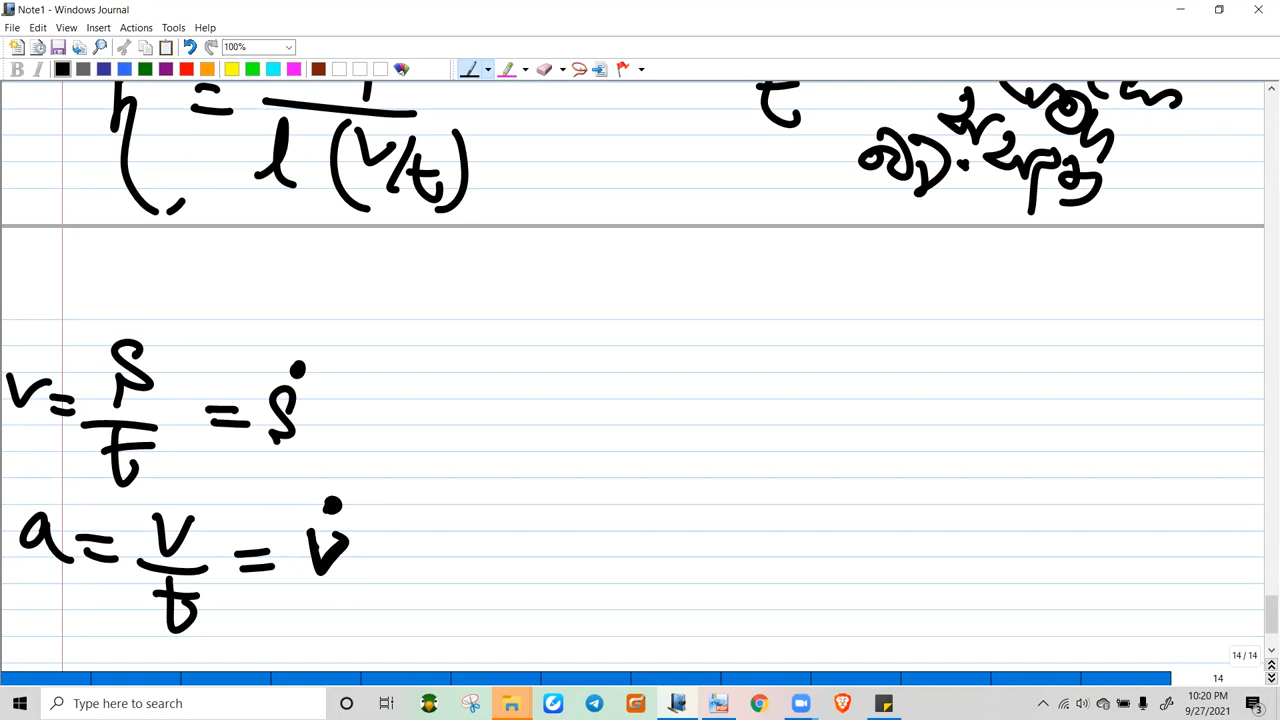 Note1 - Windows Journal
File Edit View Insert Actions Tools Help
100%
B I
η = 
l (v/t)
t
v = s/t = ṡ
a = v/t = v̇
14 / 14
14
Type here to search
10:20 PM
9/27/2021
3